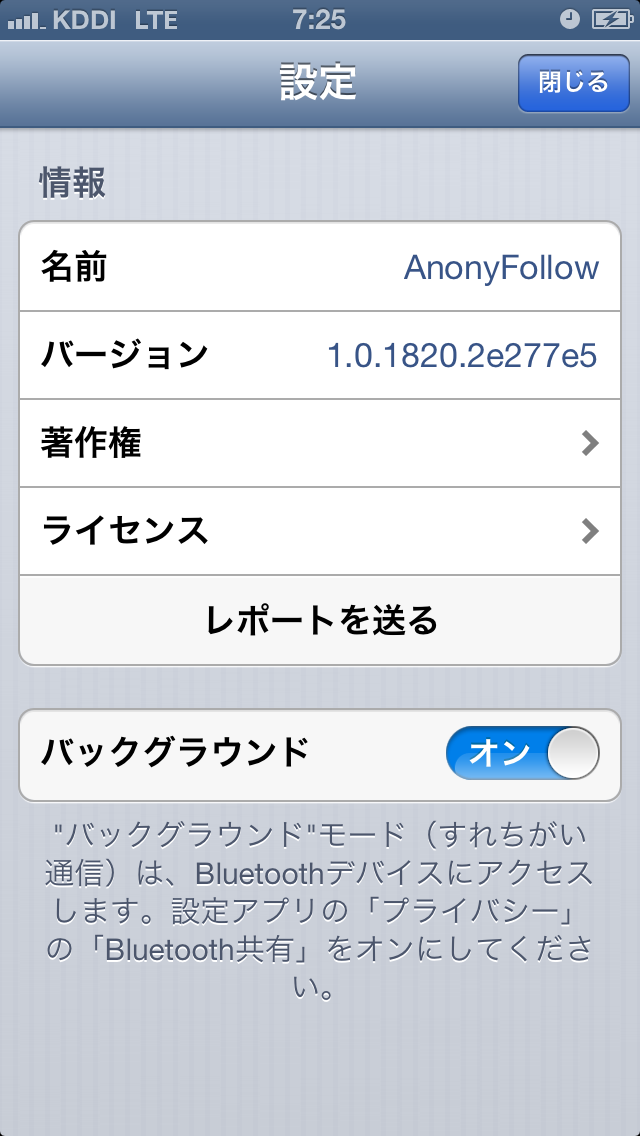 KDDI LTE 7:25
設定 閉じる
情報
名前 AnonyFollow
バージョン 1.0.1820.2e277e5
著作権
ライセンス
レポートを送る
バックグラウンド オン
"バックグラウンド"モード（すれちがい
通信）は、Bluetoothデバイスにアクセス
します。設定アプリの「プライバシー」
の「Bluetooth共有」をオンにしてくださ
い。